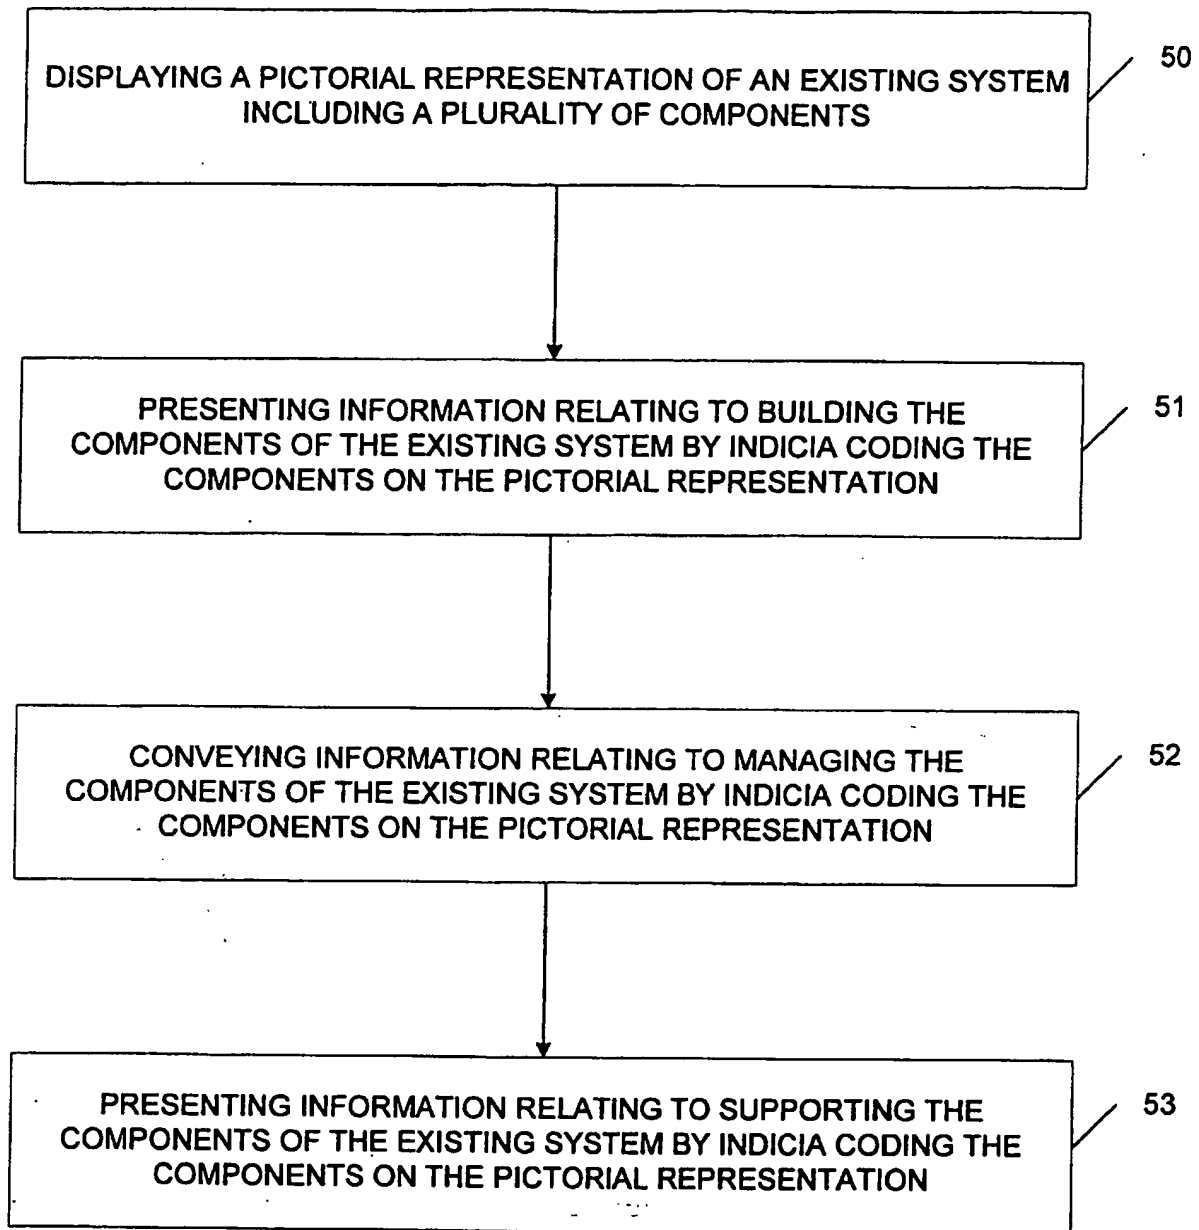 DISPLAYING A PICTORIAL REPRESENTATION OF AN EXISTING SYSTEM
INCLUDING A PLURALITY OF COMPONENTS
50
PRESENTING INFORMATION RELATING TO BUILDING THE
COMPONENTS OF THE EXISTING SYSTEM BY INDICIA CODING THE
COMPONENTS ON THE PICTORIAL REPRESENTATION
51
CONVEYING INFORMATION RELATING TO MANAGING THE
COMPONENTS OF THE EXISTING SYSTEM BY INDICIA CODING THE
COMPONENTS ON THE PICTORIAL REPRESENTATION
52
PRESENTING INFORMATION RELATING TO SUPPORTING THE
COMPONENTS OF THE EXISTING SYSTEM BY INDICIA CODING THE
COMPONENTS ON THE PICTORIAL REPRESENTATION
53